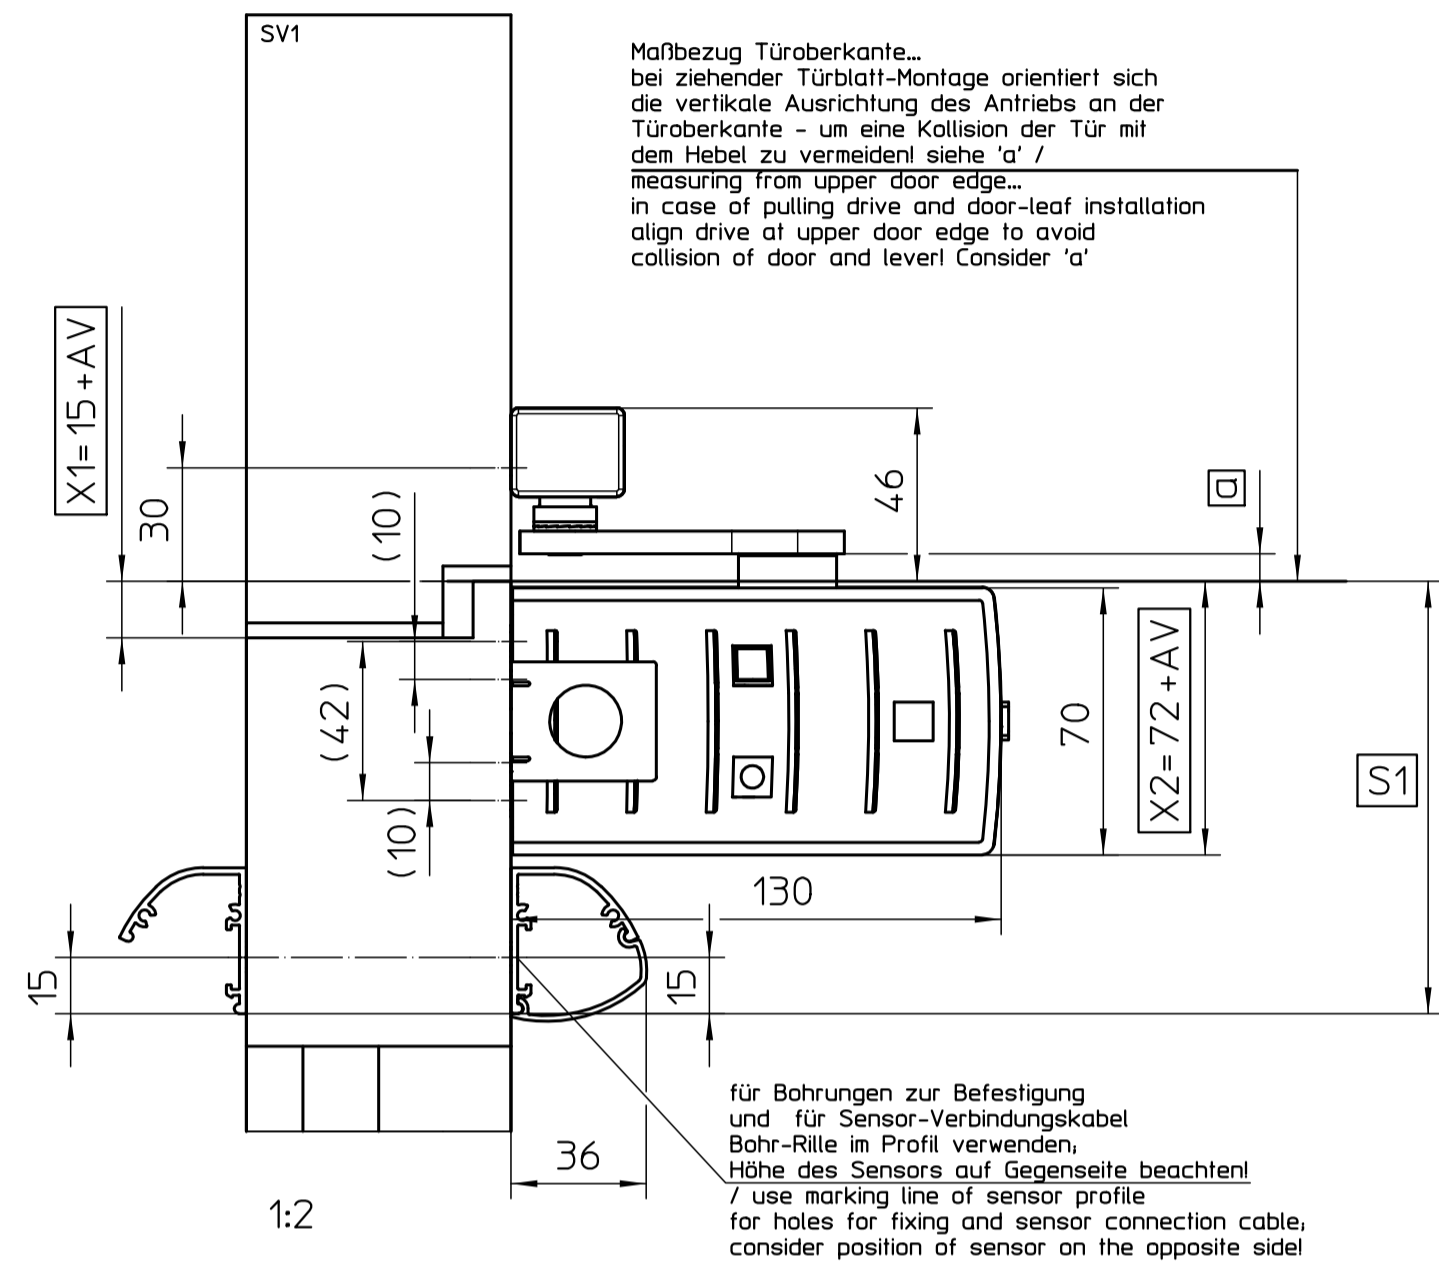 SV1
Maßbezug Türoberkante...
bei ziehender Türblatt-Montage orientiert sich
die vertikale Ausrichtung des Antriebs an der
Türoberkante - um eine Kollision der Tür mit
dem Hebel zu vermeiden! siehe 'a' /
measuring from upper door edge...
in case of pulling drive and door-leaf installation
align drive at upper door edge to avoid
collision of door and lever! Consider 'a'
X1=15+AV
30
(10)
46
a
(42)
(10)
70
X2=72+AV
S1
130
15
15
36
für Bohrungen zur Befestigung
und für Sensor-Verbindungskabel
Bohr-Rille im Profil verwenden;
Höhe des Sensors auf Gegenseite beachten!
/ use marking line of sensor profile
for holes for fixing and sensor connection cable;
consider position of sensor on the opposite side!
1:2